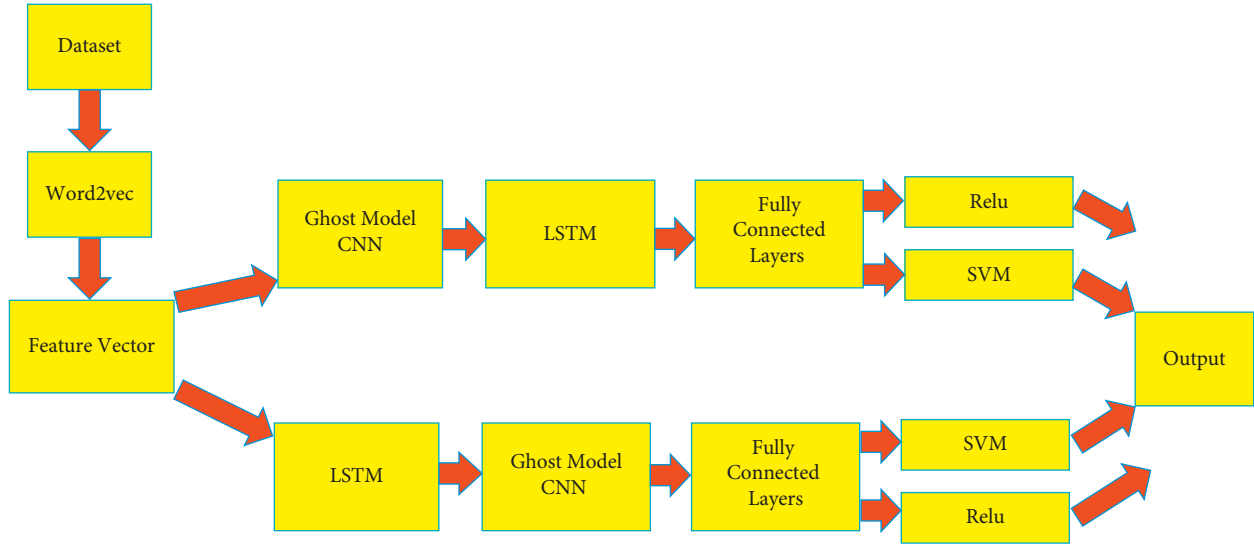 Dataset
Word2vec
Feature Vector
Ghost Model
CNN
LSTM
Fully
Connected
Layers
Relu
SVM
LSTM
Ghost Model
CNN
Fully
Connected
Layers
SVM
Relu
Output